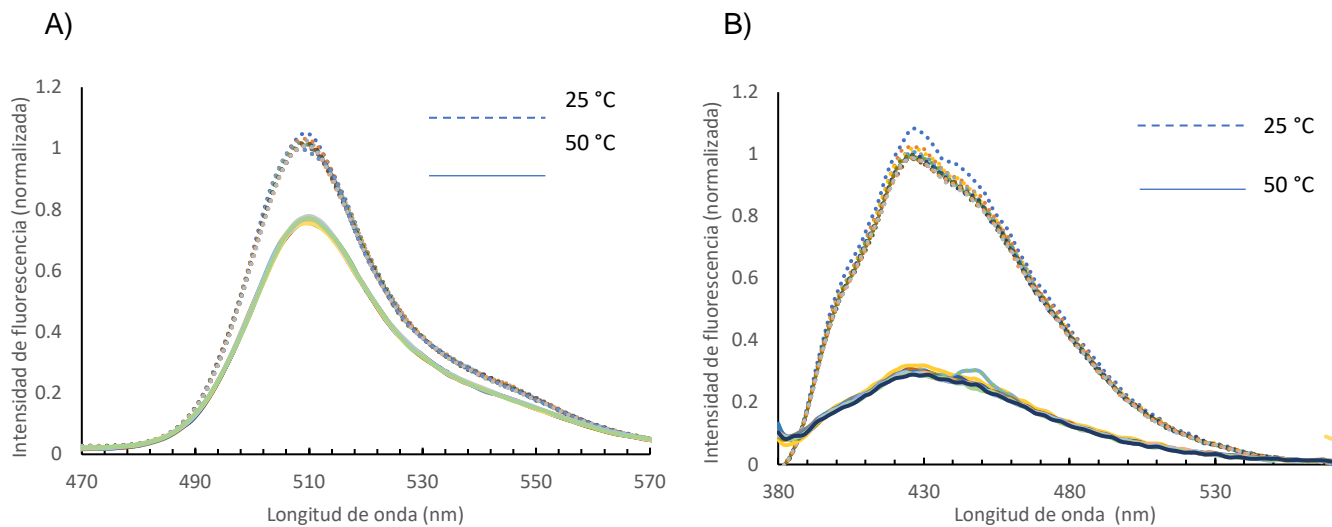 A)
Intensidad de fluorescencia (normalizada)
1.2
1
0.8
0.6
0.4
0.2
0
470
490
510
530
550
570
Longitud de onda (nm)
25 °C
50 °C
B)
Intensidad de fluorescencia (normalizada)
1.2
1
0.8
0.6
0.4
0.2
0
380
430
480
530
Longitud de onda (nm)
25 °C
50 °C